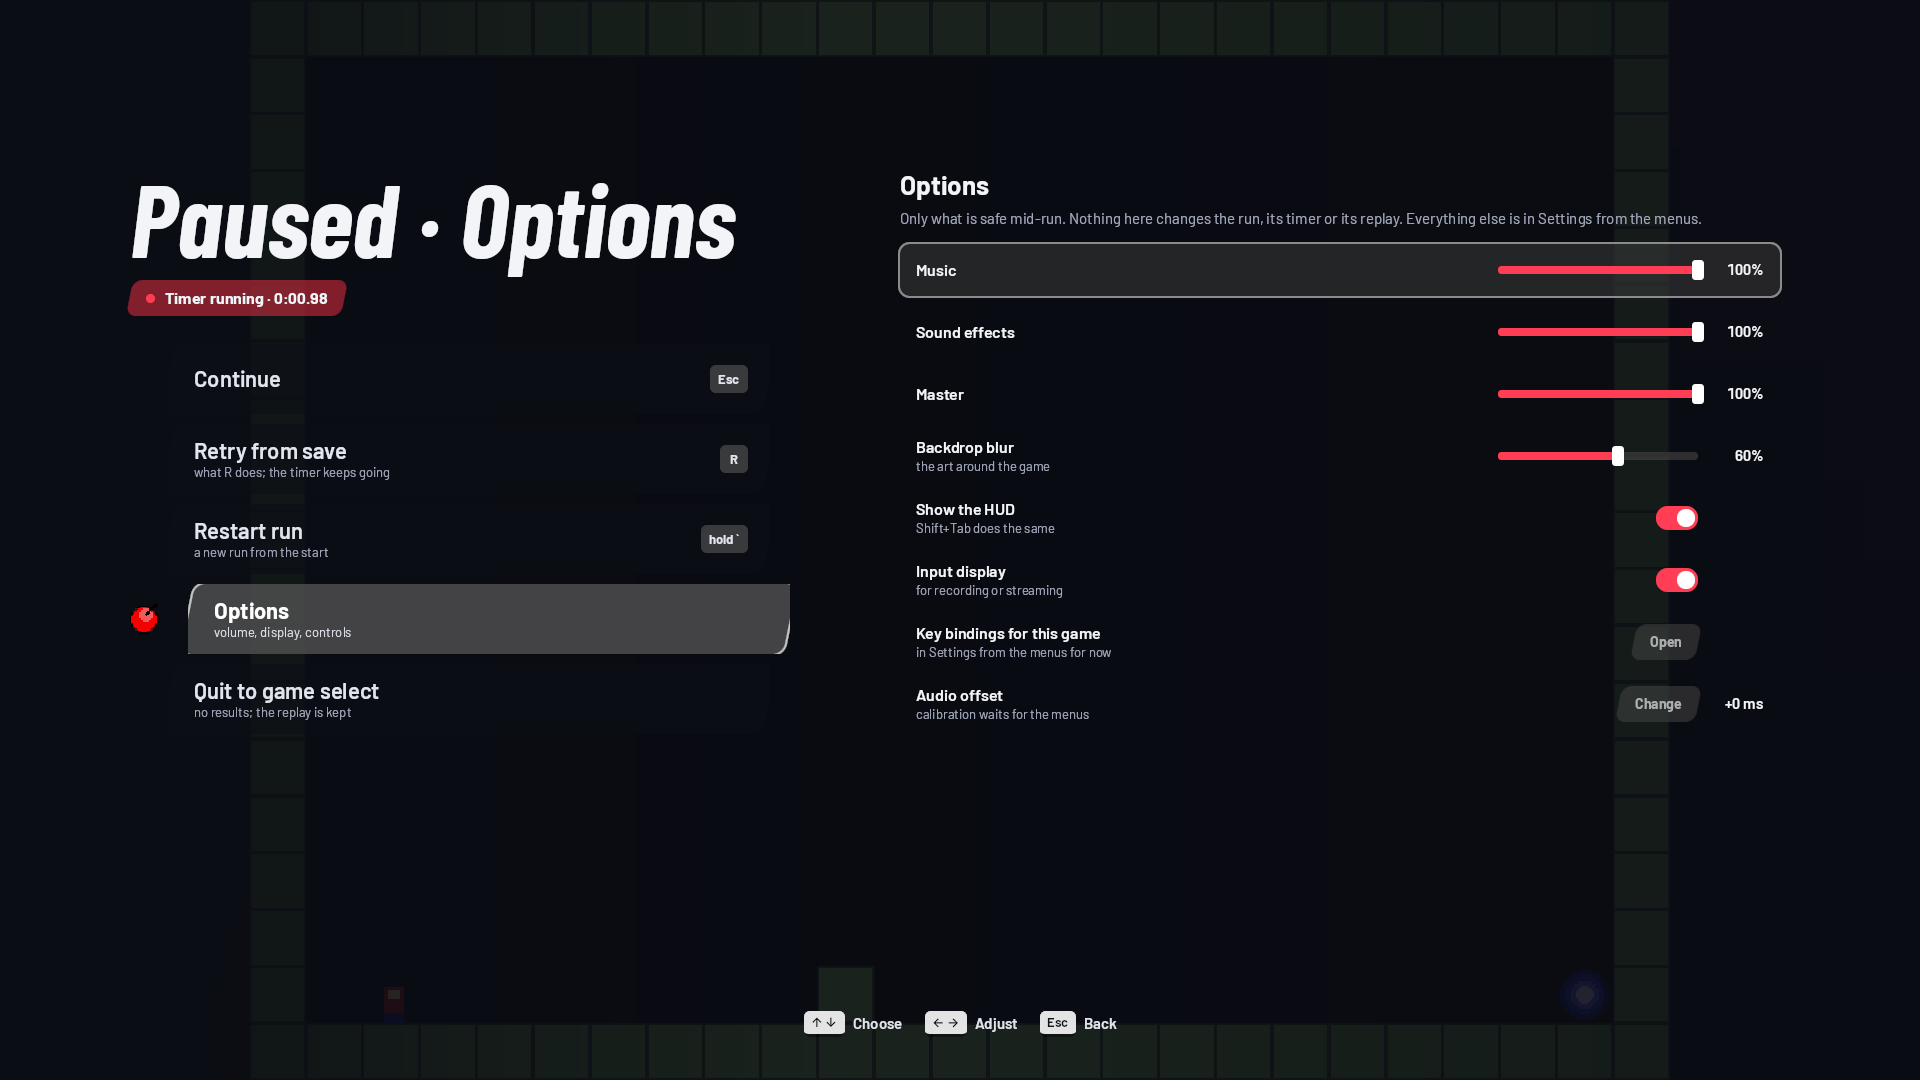 Paused · Options
Timer running · 0:00.98
Continue
Esc
Retry from save
what R does; the timer keeps going
R
Restart run
a new run from the start
hold `
Options
volume, display, controls
Quit to game select
no results; the replay is kept
Options
Only what is safe mid-run. Nothing here changes the run, its timer or its replay. Everything else is in Settings from the menus.
Music
100%
Sound effects
100%
Master
100%
Backdrop blur
the art around the game
60%
Show the HUD
Shift+Tab does the same
Input display
for recording or streaming
Key bindings for this game
in Settings from the menus for now
Open
Audio offset
calibration waits for the menus
Change
+0 ms
↑ ↓ Choose ← → Adjust Esc Back